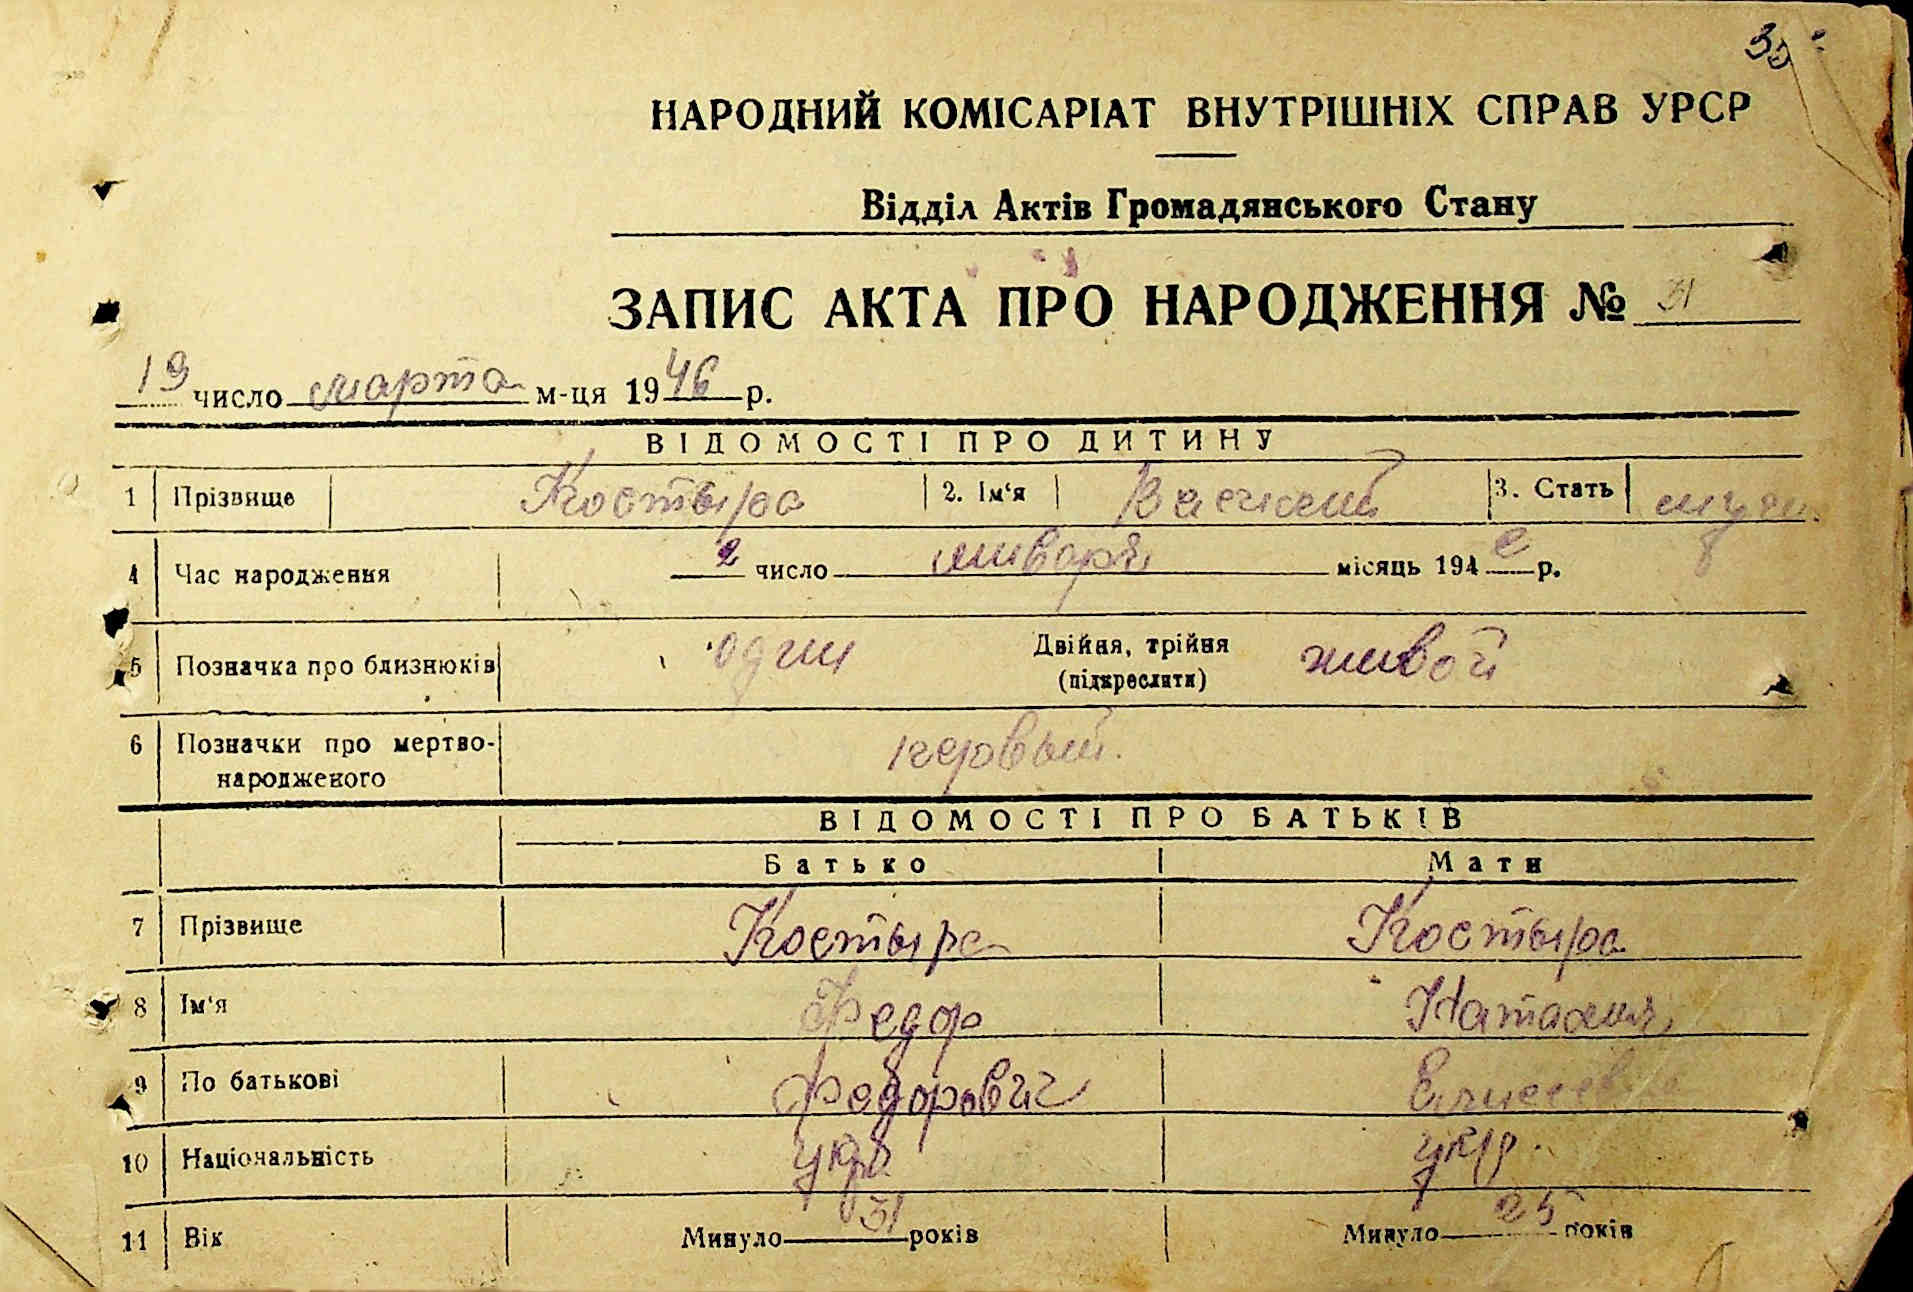 НАРОДНИЙ КОМІСАРІАТ ВНУТРІШНІХ СПРАВ УРСР
Відділ Актів Громадянського Стану
ЗАПИС АКТА ПРО НАРОДЖЕННЯ № 31
19 число марта м-ця 1946 р.
ВІДОМОСТІ ПРО ДИТИНУ
1 Прізвище Костыра 2. Ім‘я Василий 3. Стать
4 Час народження 2 число января місяць 194 р.
5 Позначка про близнюків один Двійня, трійня (підкреслити) живой
6 Позначки про мертво-
народженого первый.
ВІДОМОСТІ ПРО БАТЬКІВ
Батько Мати
7 Прізвище Костыра Костыра
8 Ім‘я Федор Наталия
9 По батькові Федорович
10 Національність укр. укр.
11 Вік Минуло 31 років Минуло 25 років